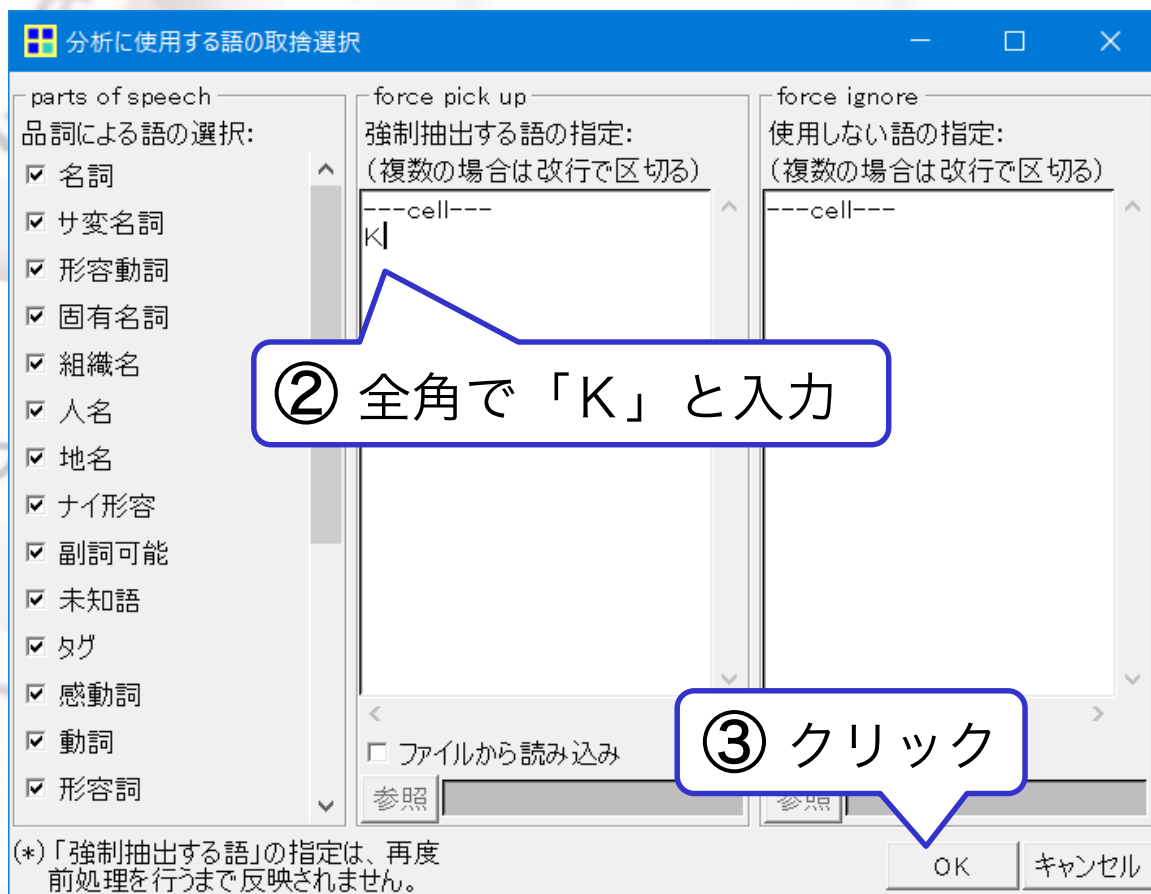 分析に使用する語の取捨選択
parts of speech
品詞による語の選択:
名詞
サ変名詞
形容動詞
固有名詞
組織名
人名
地名
ナイ形容
副詞可能
未知語
タグ
感動詞
動詞
形容詞
force pick up
強制抽出する語の指定:
(複数の場合は改行で区切る)
---cell---
K
② 全角で「K」と入力
ファイルから読み込み
参照
force ignore
使用しない語の指定:
(複数の場合は改行で区切る)
---cell---
③ クリック
参照
(*)「強制抽出する語」の指定は、再度
前処理を行うまで反映されません。
OK
キャンセル